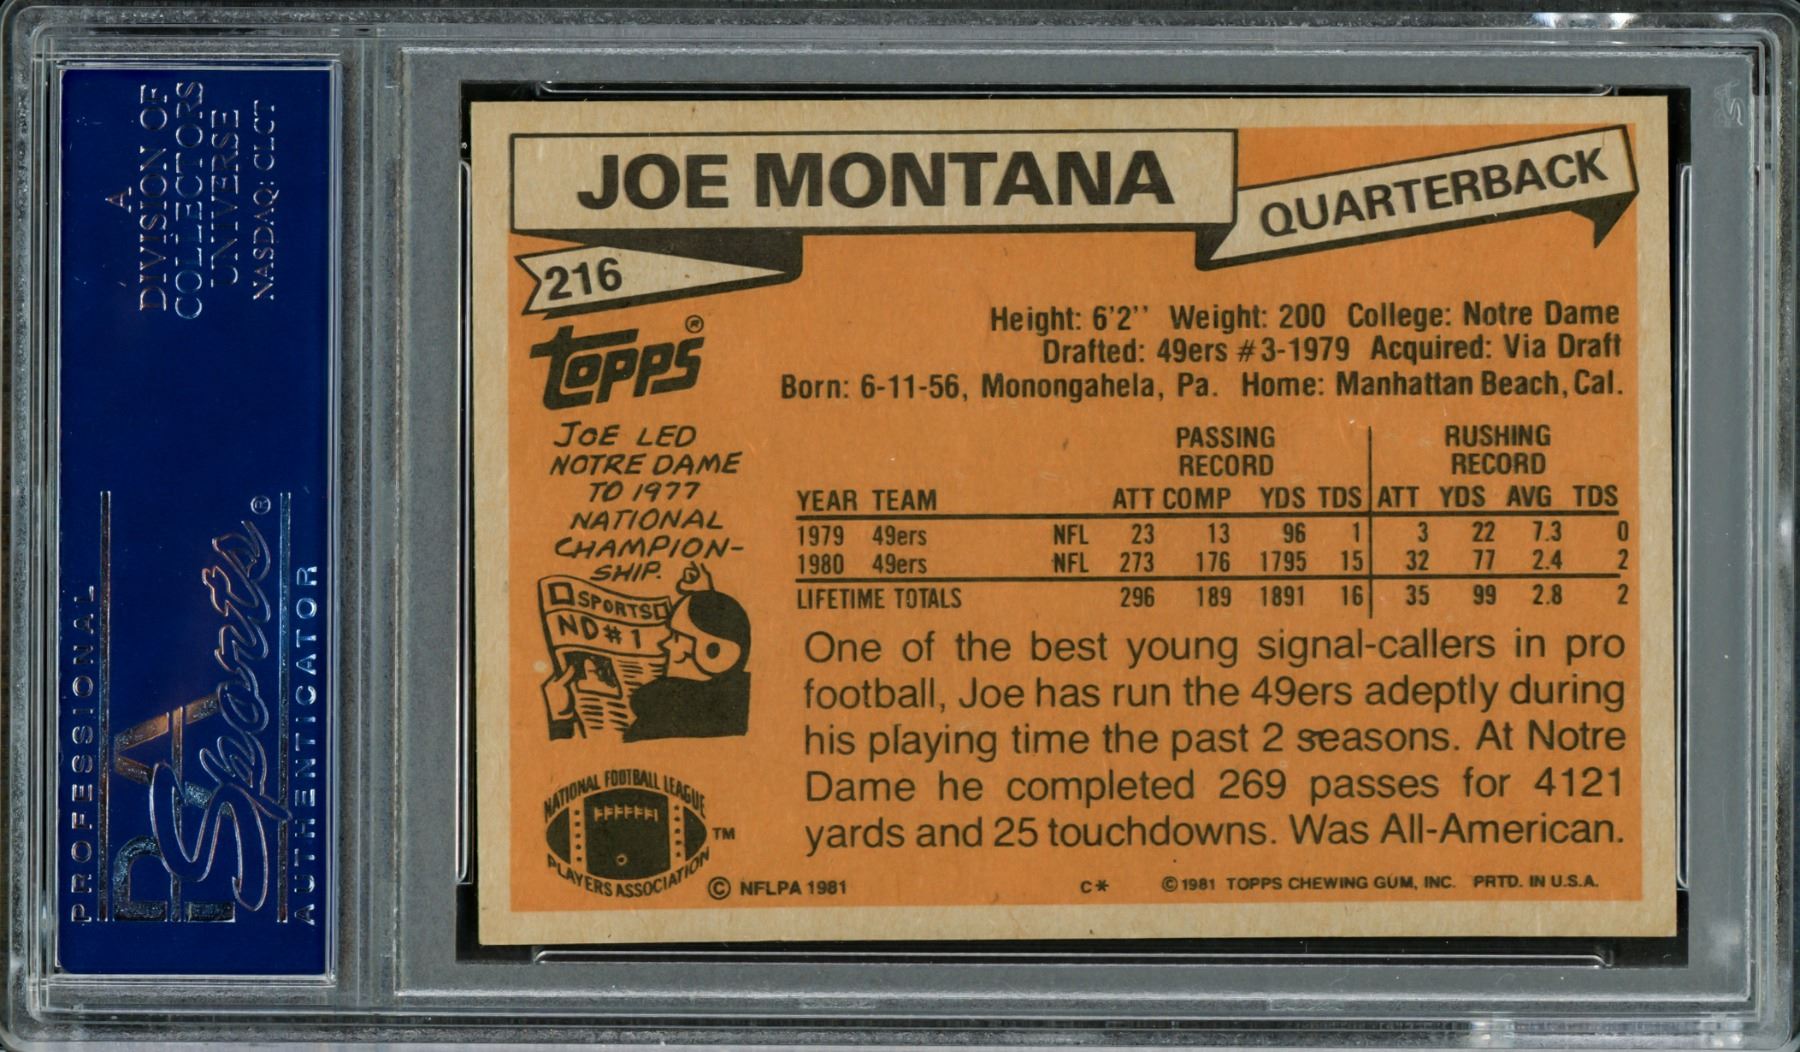 A
DIVISION OF
COLLECTORS
UNIVERSE
NASDAQ: CLCT.
PROFESSIONAL
PSA
Sports®
AUTHENTICATOR
JOE MONTANA
QUARTERBACK
216
Topps®
Height: 6'2'' Weight: 200 College: Notre Dame
Drafted: 49ers #3-1979 Acquired: Via Draft
Born: 6-11-56, Monongahela, Pa. Home: Manhattan Beach, Cal.
JOE LED
NOTRE DAME
TO 1977
NATIONAL
CHAMPION-
SHIP.
SPORTS
ND #1
PASSING RUSHING
RECORD RECORD
YEAR TEAM ATT COMP YDS TDS ATT YDS AVG TDS
1979 49ers NFL 23 13 96 1 3 22 7.3 0
1980 49ers NFL 273 176 1795 15 32 77 2.4 2
LIFETIME TOTALS 296 189 1891 16 35 99 2.8 2
One of the best young signal-callers in pro
football, Joe has run the 49ers adeptly during
his playing time the past 2 seasons. At Notre
Dame he completed 269 passes for 4121
yards and 25 touchdowns. Was All-American.
NATIONAL FOOTBALL LEAGUE
PLAYERS ASSOCIATION
TM
© NFLPA 1981
C*
© 1981 TOPPS CHEWING GUM, INC. PRTD. IN U.S.A.